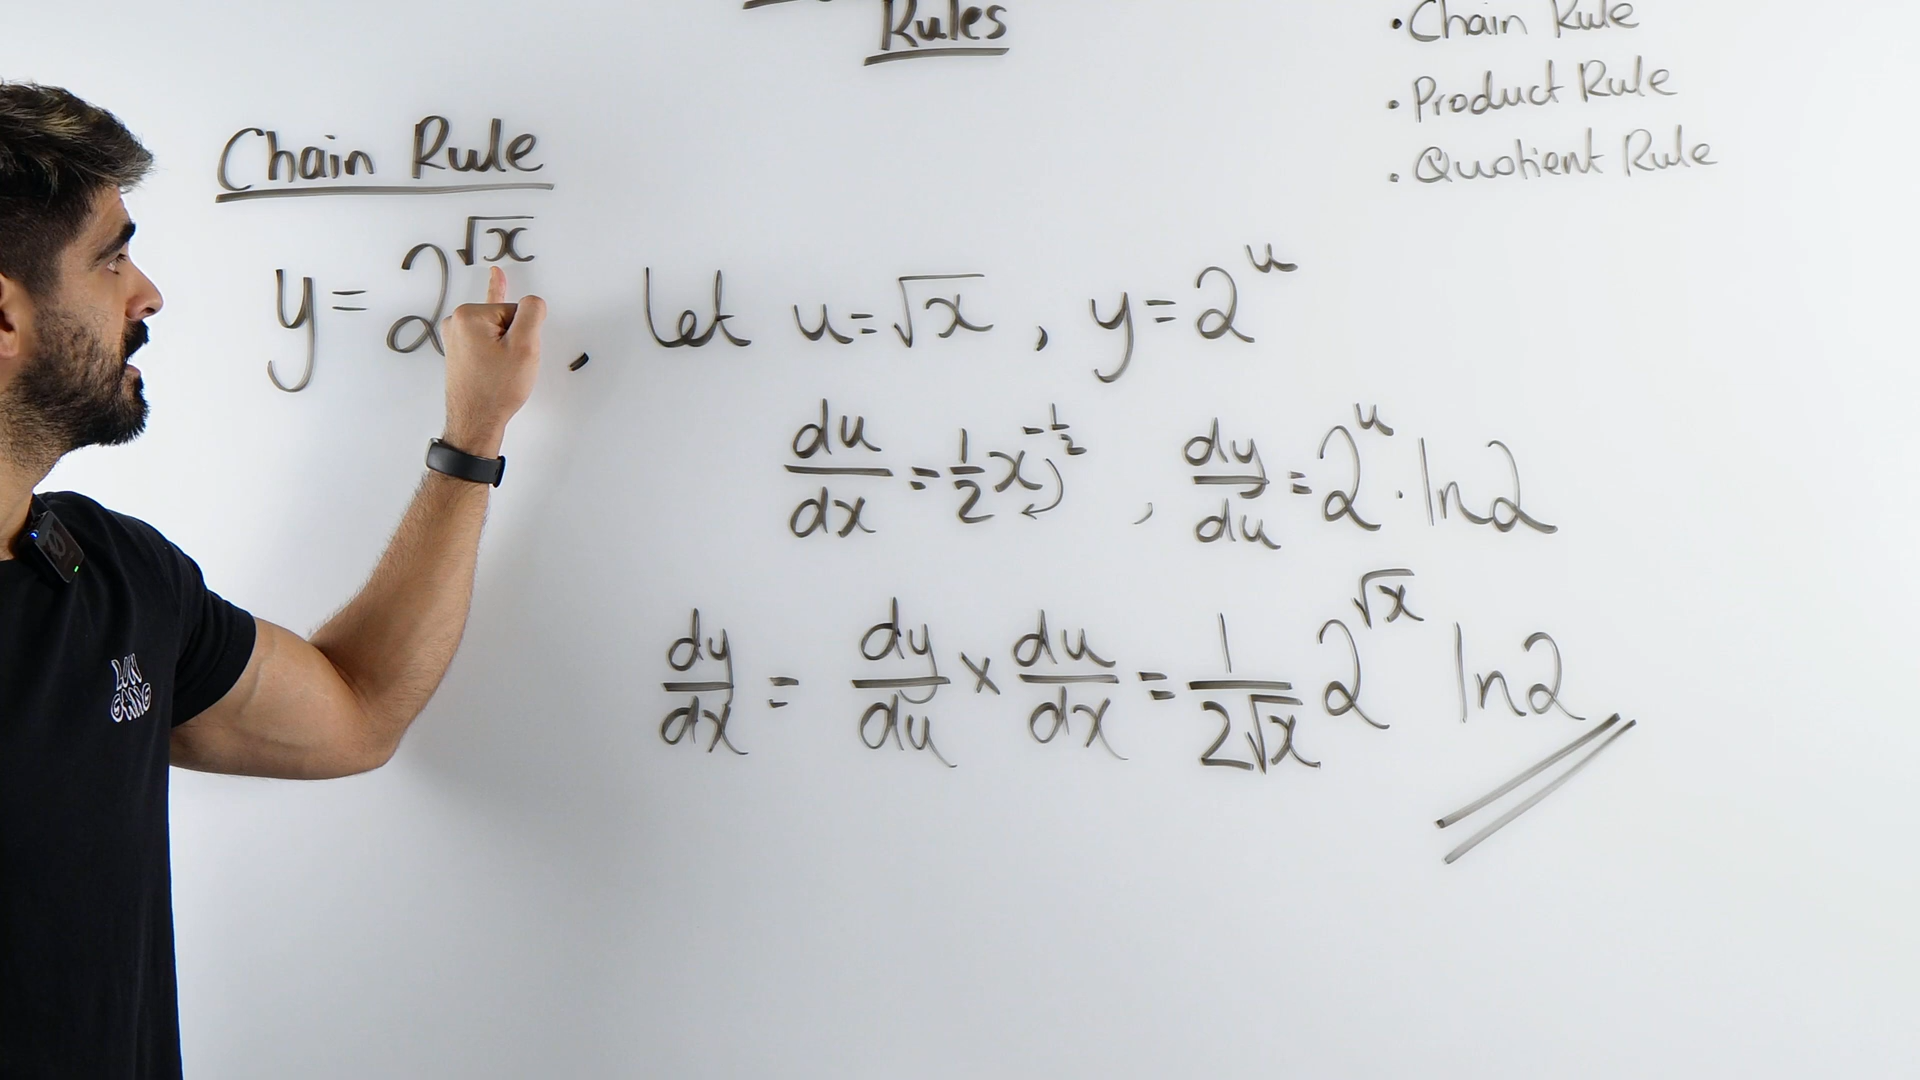 Rules
• Chain Rule
• Product Rule
• Quotient Rule
Chain Rule
y = 2^√x , let u = √x , y = 2^u
du/dx = 1/2 x^-1/2 , dy/du = 2^u · ln2
dy/dx = dy/du × du/dx = 1/(2√x) 2^√x ln2